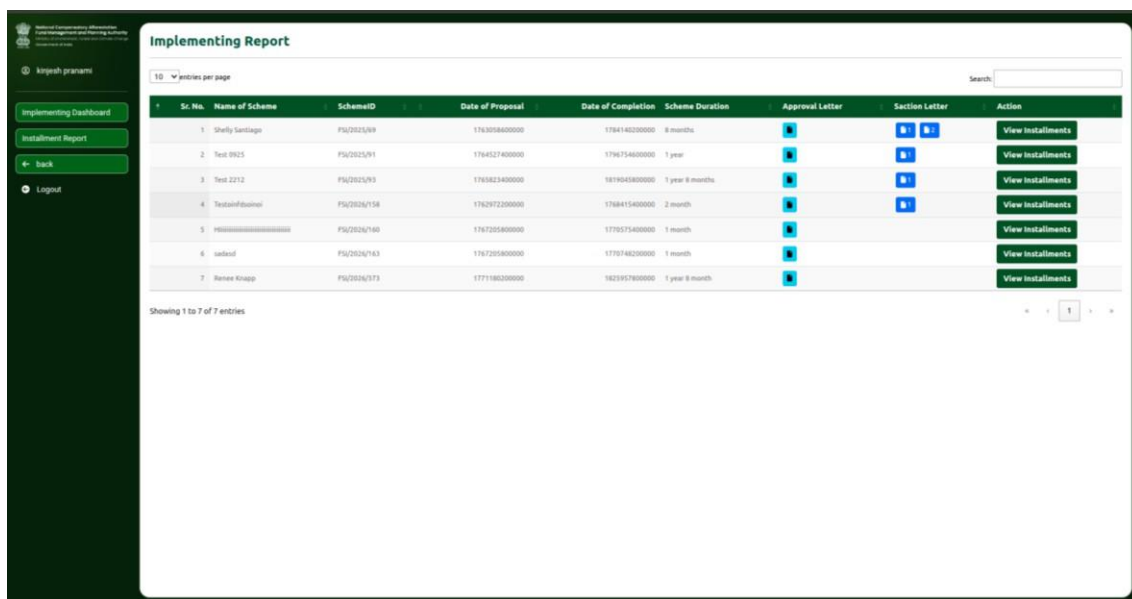 National Compensatory Afforestation
Fund Management and Planning Authority
Government of India
kinjesh pranami
Implementing Dashboard
Installment Report
← back
Logout
Implementing Report
10 entries per page
Search:
Sr. No. Name of Scheme SchemeID Date of Proposal Date of Completion Scheme Duration Approval Letter Saction Letter Action
1 Shelly Santiago FSI/2025/69 1763058600000 1784140200000 8 months 1 2 View Installments
2 Test 0925 FSI/2025/91 1764527400000 1796754600000 1 year 1 View Installments
3 Test 2212 FSI/2025/93 1765823400000 1819045800000 1 year 8 months 1 View Installments
4 FSI/2026/158 1762972200000 1768415400000 2 month 1 View Installments
5 FSI/2026/160 1767205800000 1770575400000 1 month View Installments
6 sadasd FSI/2026/163 1767205800000 1770748200000 1 month View Installments
7 Renee Knapp FSI/2026/573 1771180200000 1823957800000 1 year 8 month View Installments
Showing 1 to 7 of 7 entries
« ‹ 1 › »